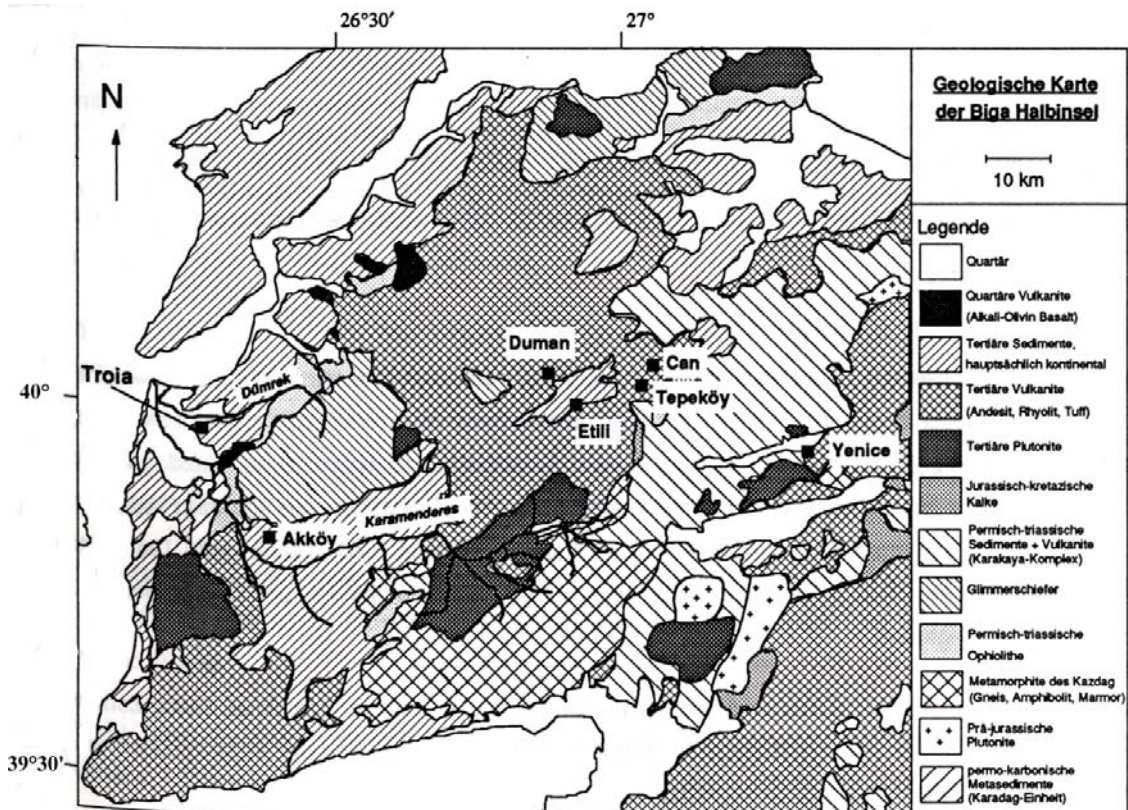 26°30′
27°
N
Geologische Karte
der Biga Halbinsel
10 km
Legende
Quartär
Quartäre Vulkanite
(Alkali-Olivin Basalt)
Tertiäre Sedimente,
hauptsächlich kontinental
Tertiäre Vulkanite
(Andesit, Rhyolit, Tuff)
Tertiäre Plutonite
Jurassisch-kretazische
Kalke
Permisch-triassische
Sedimente + Vulkanite
(Karakaya-Komplex)
Glimmerschiefer
Permisch-triassische
Ophiolithe
Metamorphite des Kazdag
(Gneis, Amphibolit, Marmor)
Prä-jurassische
Plutonite
permo-karbonische
Metasedimente
(Karadag-Einheit)
Duman
Can
Troia
Dümrek
40°
Tepeköy
Etili
Yenice
Karamenderes
Akköy
39°30'